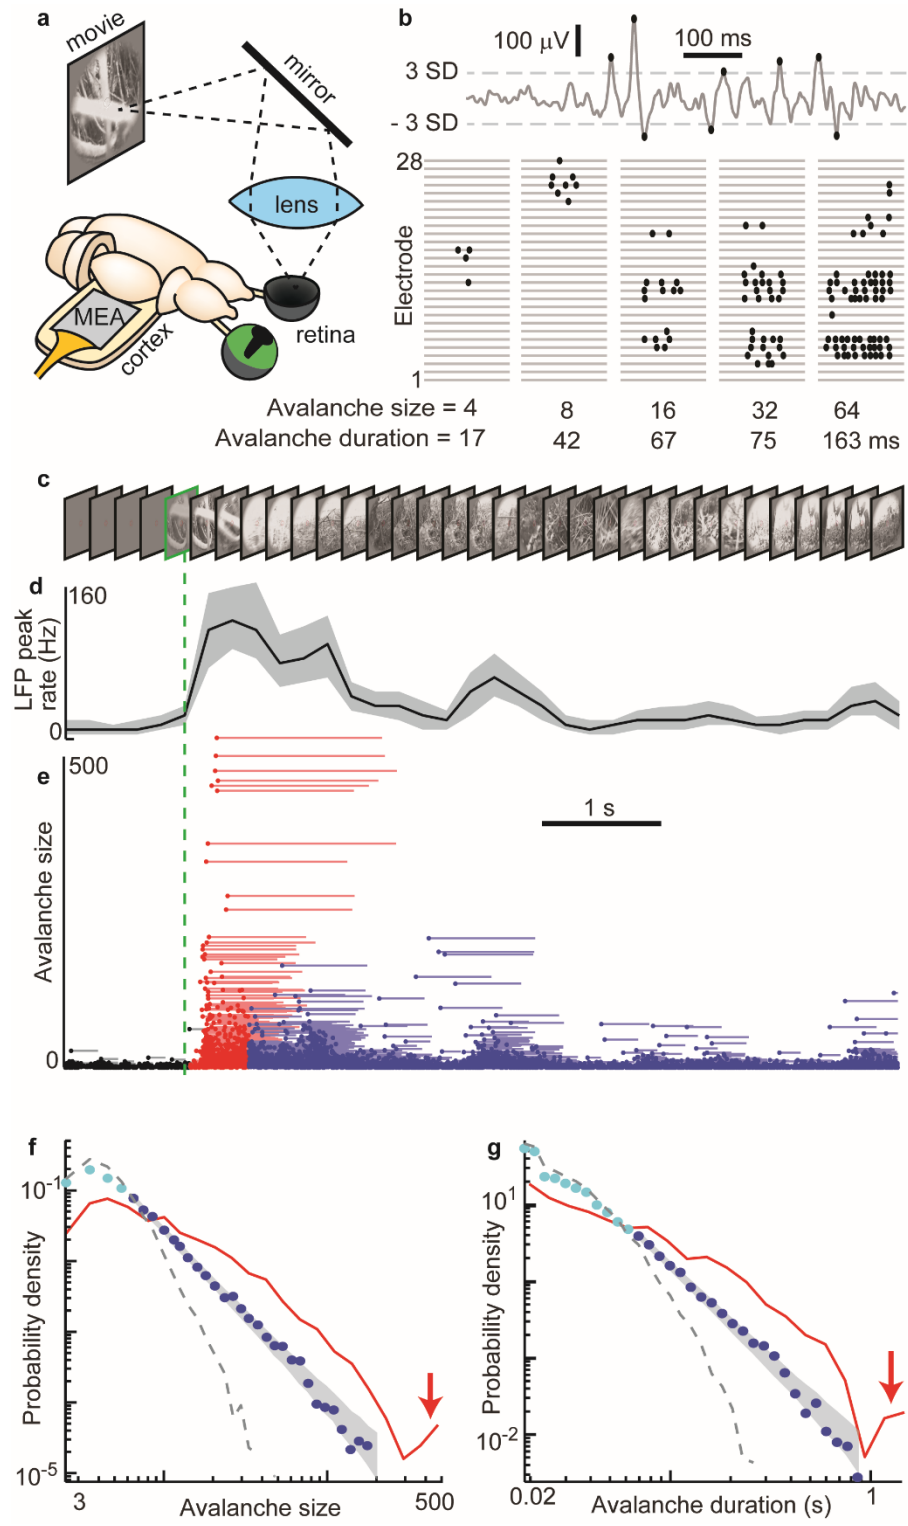 a
movie
mirror
lens
MEA
cortex
retina
b
100 µV
100 ms
3 SD
- 3 SD
28
Electrode
1
Avalanche size = 4 8 16 32 64
Avalanche duration = 17 42 67 75 163 ms
c
d
160
LFP peak
rate (Hz)
0
e
500
Avalanche size
1 s
0
f
10-1
Probability density
10-5
3 500
Avalanche size
g
101
Probability density
10-2
0.02 1
Avalanche duration (s)